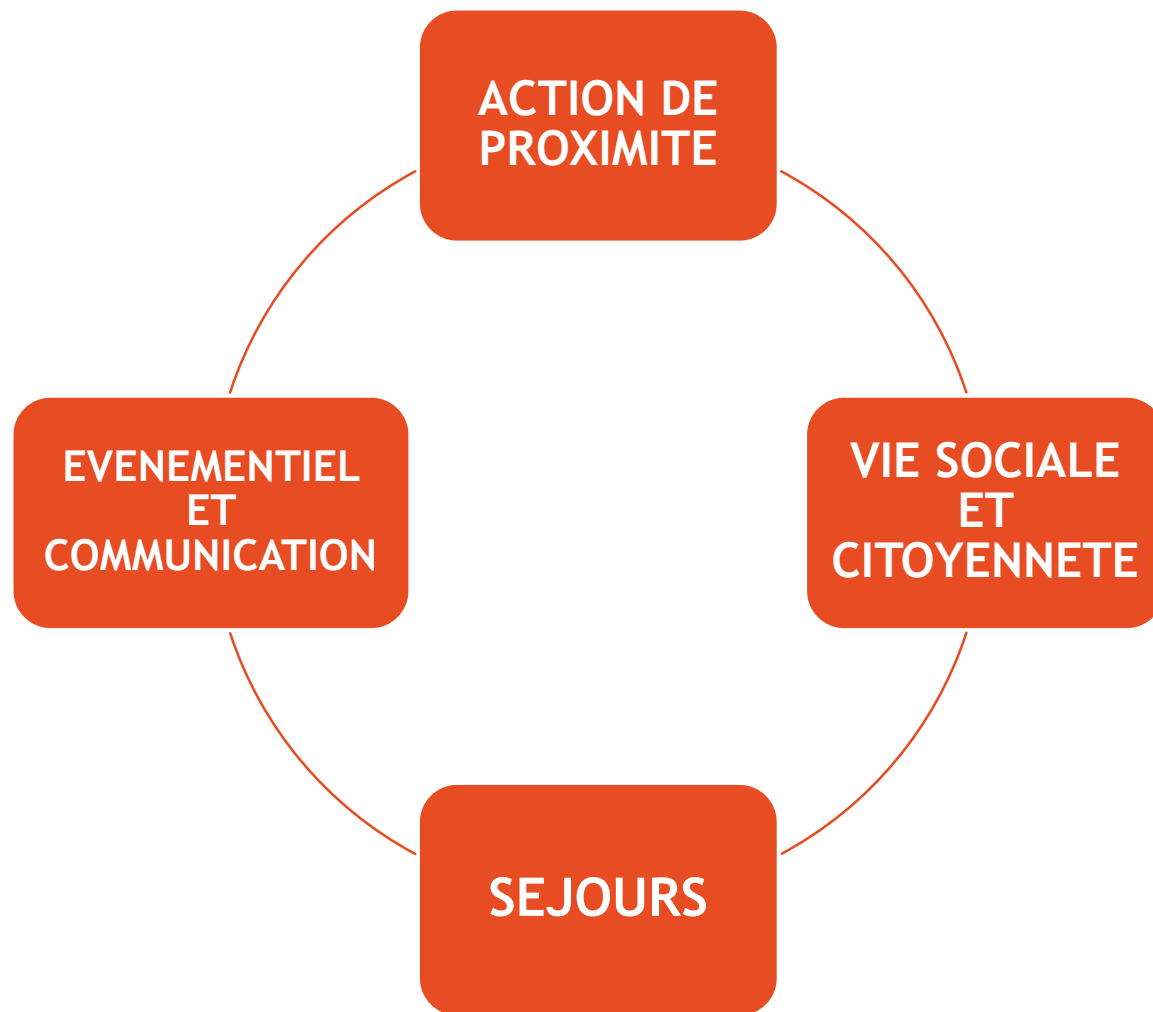 ACTION DE
PROXIMITE
EVENEMENTIEL
ET
COMMUNICATION
VIE SOCIALE
ET
CITOYENNETE
SEJOURS